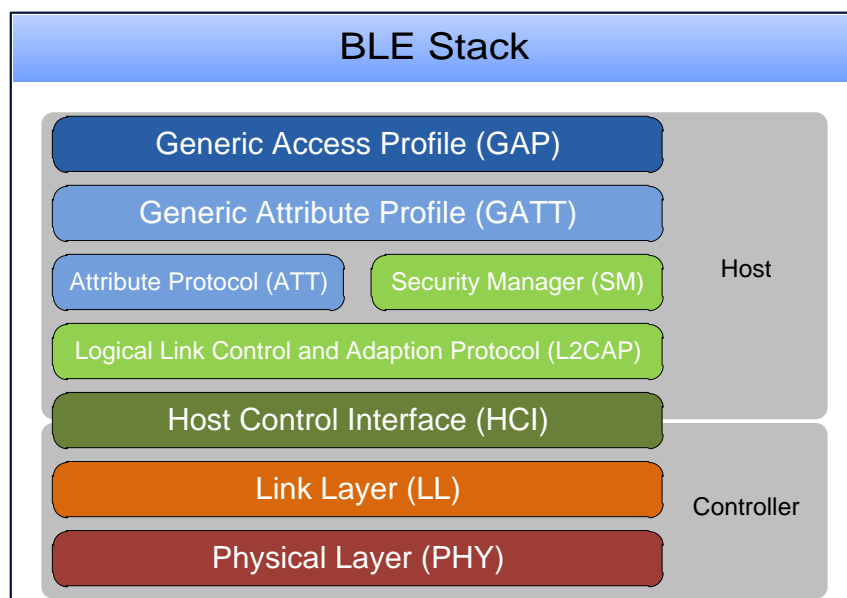 BLE Stack
Generic Access Profile (GAP)
Generic Attribute Profile (GATT)
Attribute Protocol (ATT)
Security Manager (SM)
Host
Logical Link Control and Adaption Protocol (L2CAP)
Host Control Interface (HCI)
Link Layer (LL)
Controller
Physical Layer (PHY)